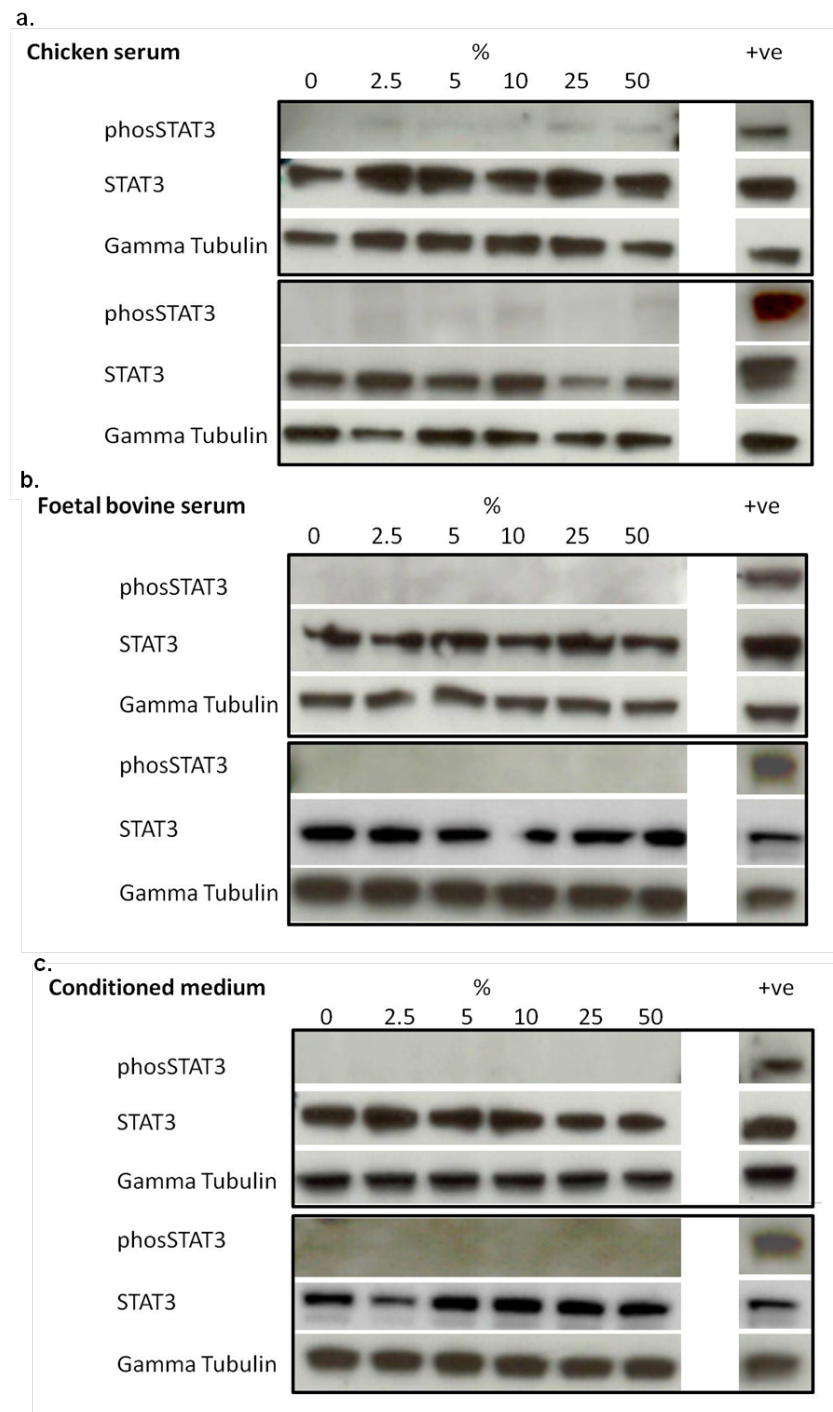 a.
Chicken serum % +ve
0 2.5 5 10 25 50
phosSTAT3
STAT3
Gamma Tubulin
phosSTAT3
STAT3
Gamma Tubulin
b.
Foetal bovine serum % +ve
0 2.5 5 10 25 50
phosSTAT3
STAT3
Gamma Tubulin
phosSTAT3
STAT3
Gamma Tubulin
c.
Conditioned medium % +ve
0 2.5 5 10 25 50
phosSTAT3
STAT3
Gamma Tubulin
phosSTAT3
STAT3
Gamma Tubulin